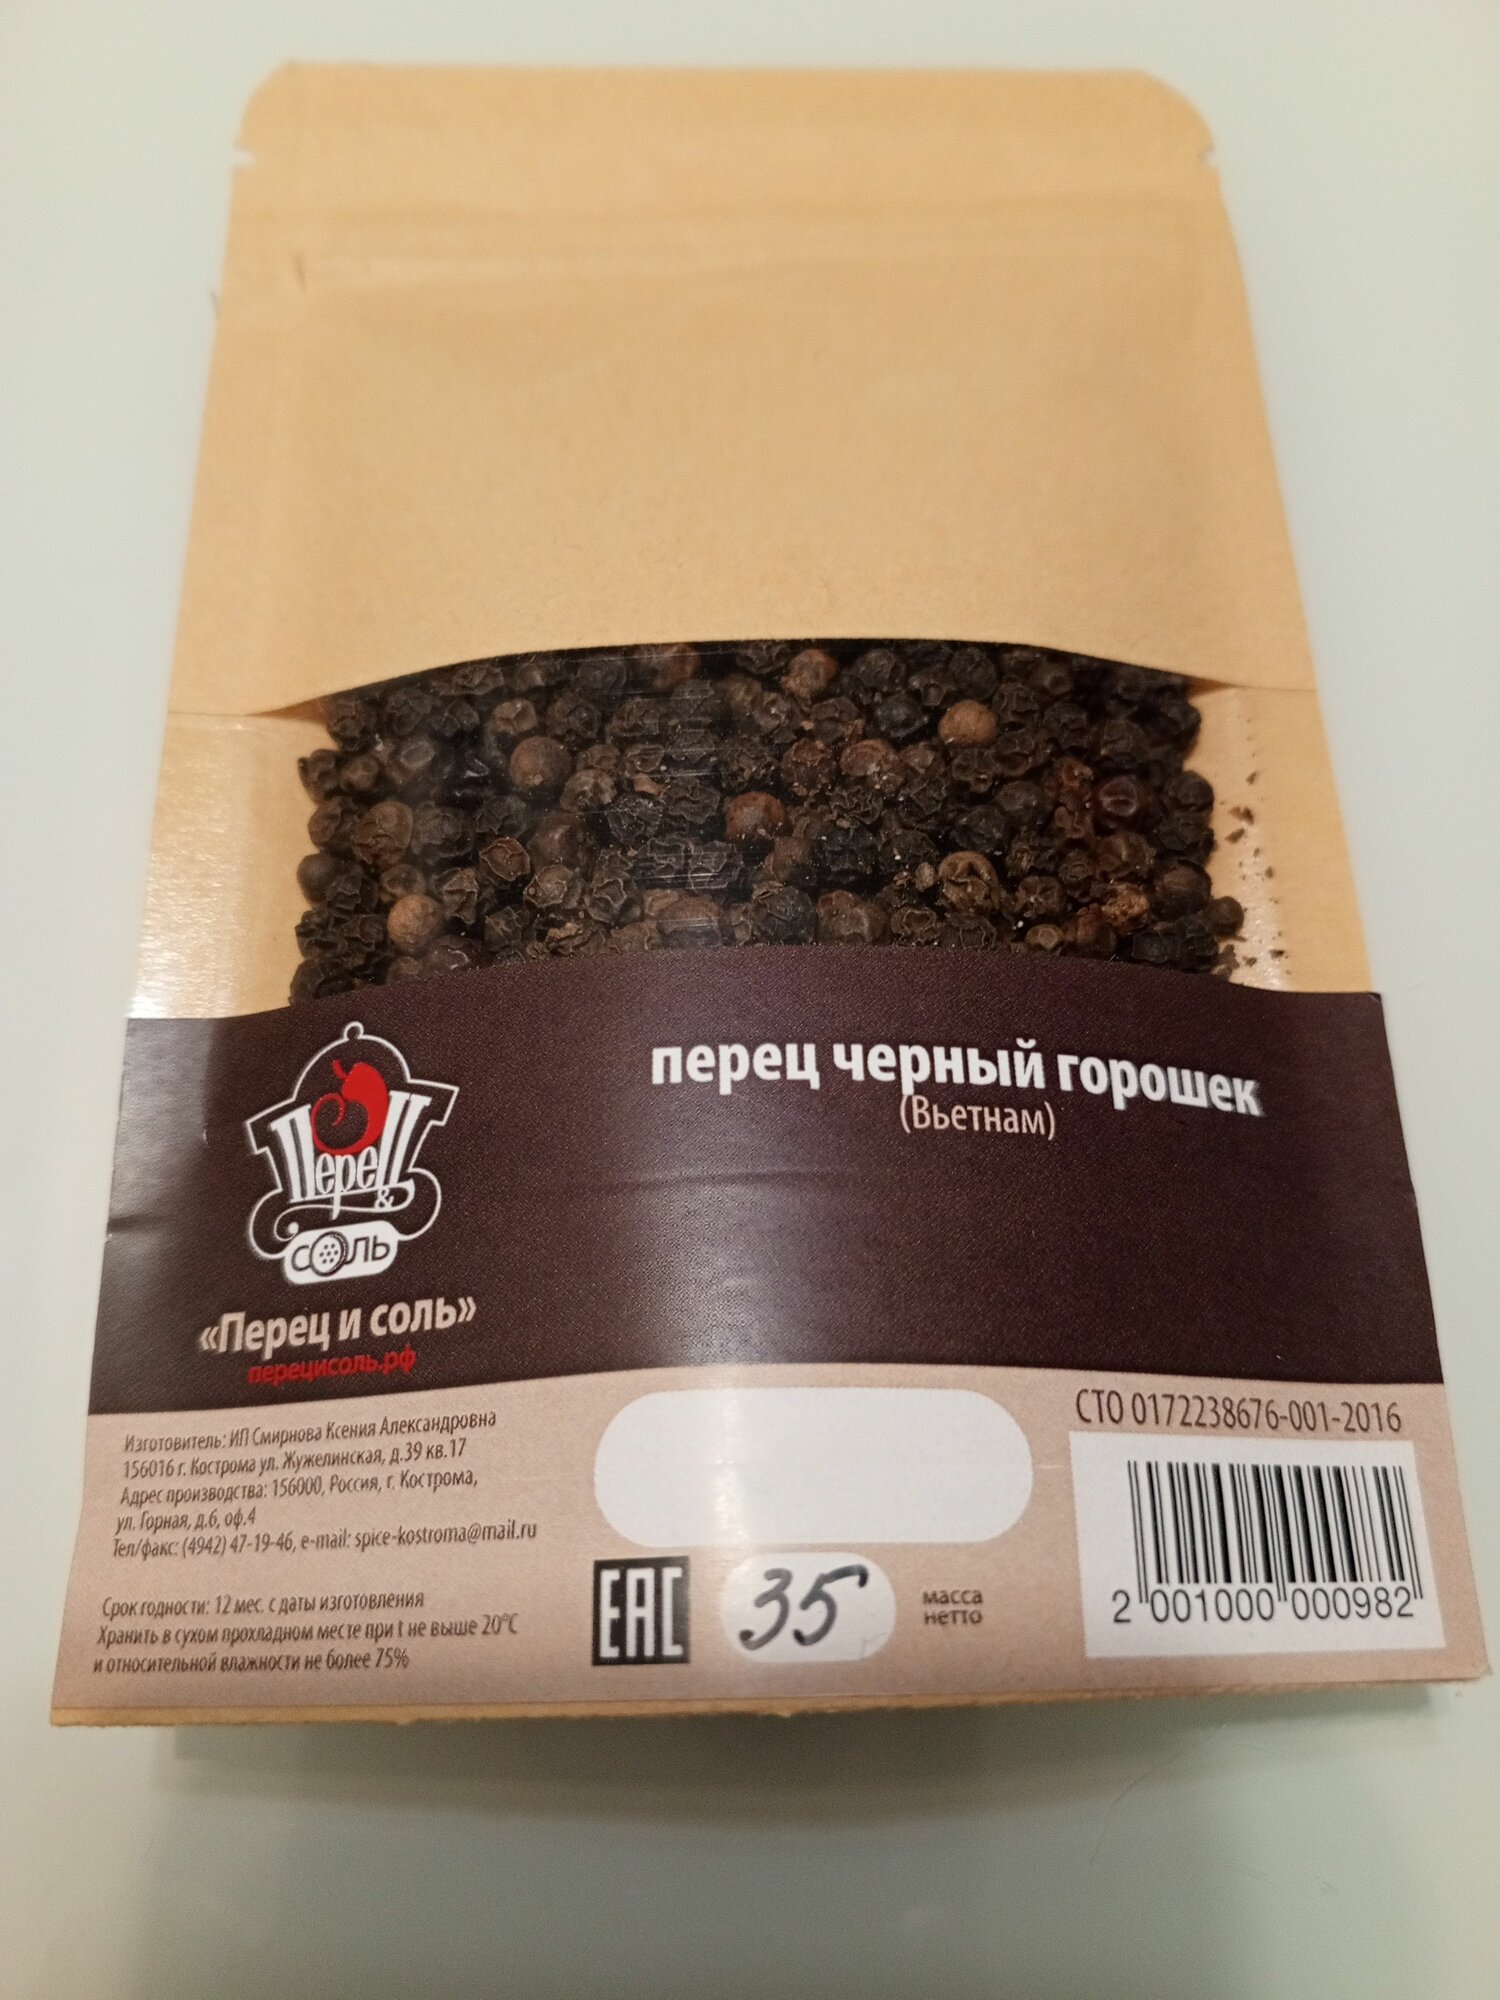 перец черный горошек
(Вьетнам)
Перец
&
СОЛЬ
«Перец и соль»
перецисоль.рф
Изготовитель: ИП Смирнова Ксения Александровна
156016 г. Кострома ул. Жужелинская, д.39 кв.17
Адрес производства: 156000, Россия, г. Кострома,
ул. Горная, д.6, оф.4
Тел/факс: (4942) 47-19-46, e-mail: spice-kostroma@mail.ru
Срок годности: 12 мес. с даты изготовления
Хранить в сухом прохладном месте при t не выше 20°С
и относительной влажности не более 75%
ЕАС
35
масса
нетто
СТО 0172238676-001-2016
2 001000 000982